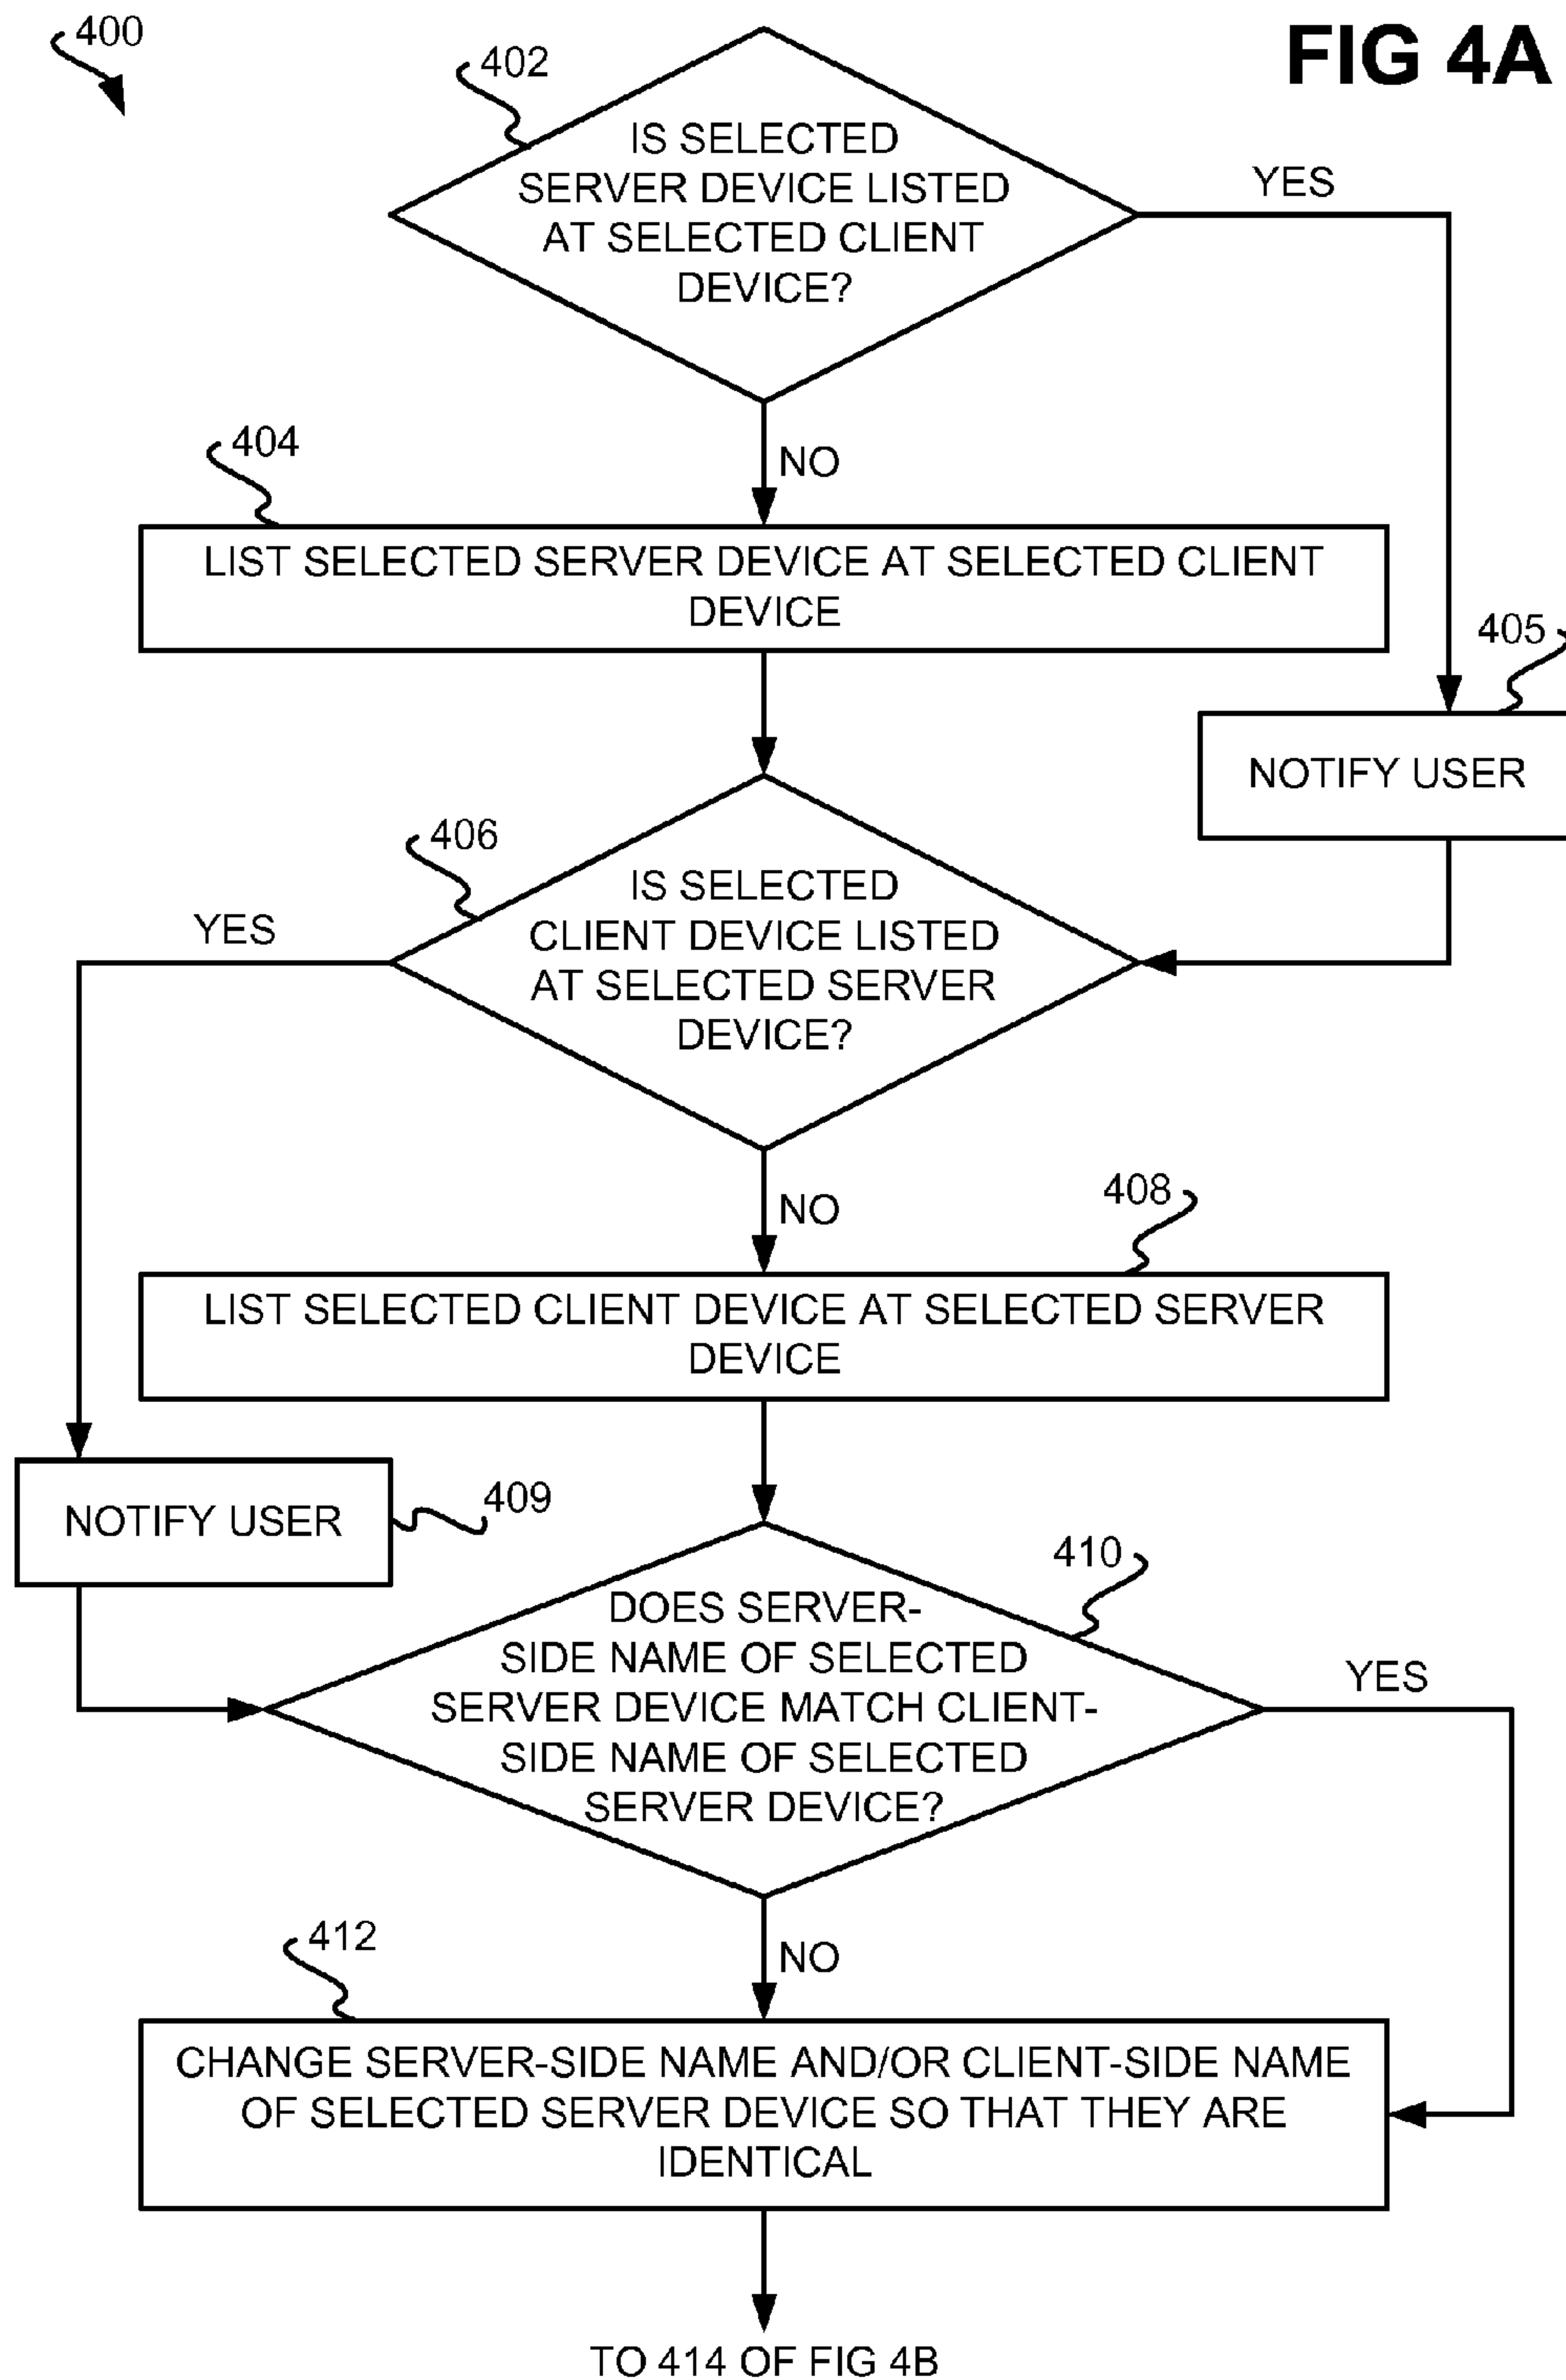 400
FIG 4A
402
IS SELECTED
SERVER DEVICE LISTED
AT SELECTED CLIENT
DEVICE?
YES
NO
404
LIST SELECTED SERVER DEVICE AT SELECTED CLIENT
DEVICE
405
NOTIFY USER
406
IS SELECTED
CLIENT DEVICE LISTED
AT SELECTED SERVER
DEVICE?
YES
NO
408
LIST SELECTED CLIENT DEVICE AT SELECTED SERVER
DEVICE
NOTIFY USER
409
410
DOES SERVER-
SIDE NAME OF SELECTED
SERVER DEVICE MATCH CLIENT-
SIDE NAME OF SELECTED
SERVER DEVICE?
YES
NO
412
CHANGE SERVER-SIDE NAME AND/OR CLIENT-SIDE NAME
OF SELECTED SERVER DEVICE SO THAT THEY ARE
IDENTICAL
TO 414 OF FIG 4B